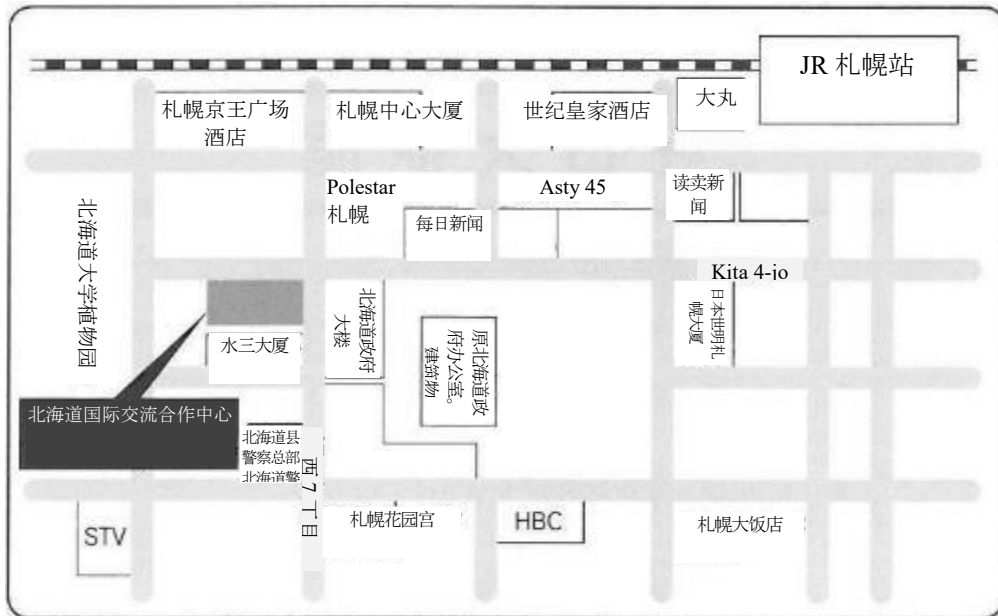 JR 札幌站
札幌京王广场
酒店
札幌中心大厦
世纪皇家酒店
大丸
Polestar
札幌
每日新闻
Asty 45
读卖新
闻
北海道大学植物园
Kita 4-jo
北海道政府
大楼
原北海道政
府办公室。
建筑物
日本世明札
幌大厦
水三大厦
北海道国际交流合作中心
北海道县
警察总部
北海道警
西 7 丁目
STV
札幌花园宫
HBC
札幌大饭店